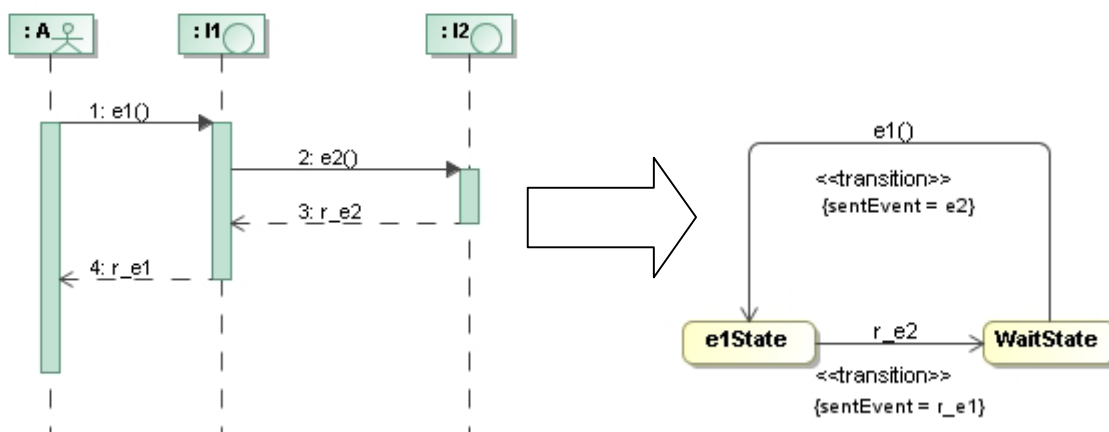 : A
: I1
: I2
1: e1()
2: e2()
3: r_e2
4: r_e1
e1()
<<transition>>
{sentEvent = e2}
e1State
r_e2
WaitState
<<transition>>
{sentEvent = r_e1}